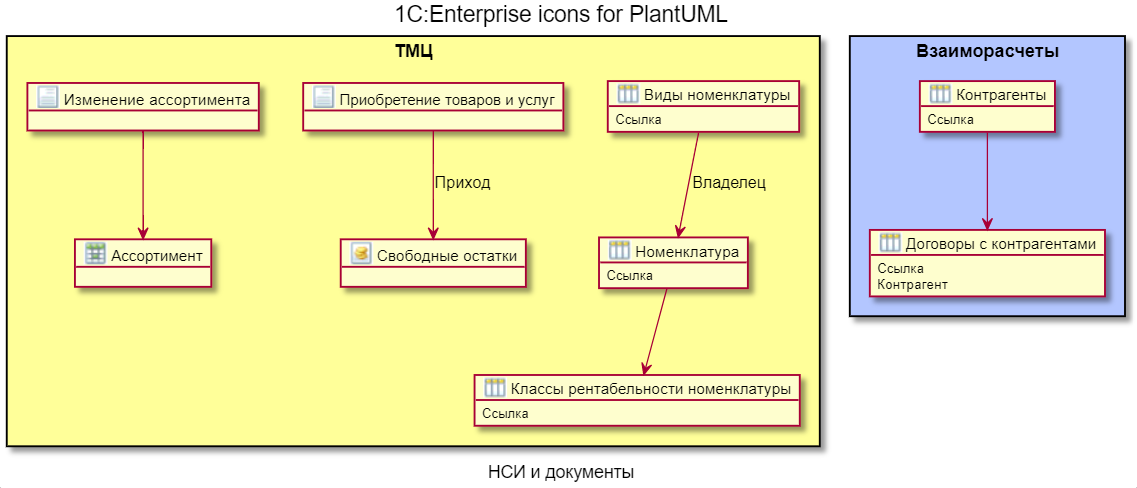 1C:Enterprise icons for PlantUML
ТМЦ
Взаиморасчеты
Изменение ассортимента
Приобретение товаров и услуг
Виды номенклатуры
Ссылка
Контрагенты
Ссылка
Приход
Владелец
Ассортимент
Свободные остатки
Номенклатура
Ссылка
Договоры с контрагентами
Ссылка
Контрагент
Классы рентабельности номенклатуры
Ссылка
НСИ и документы